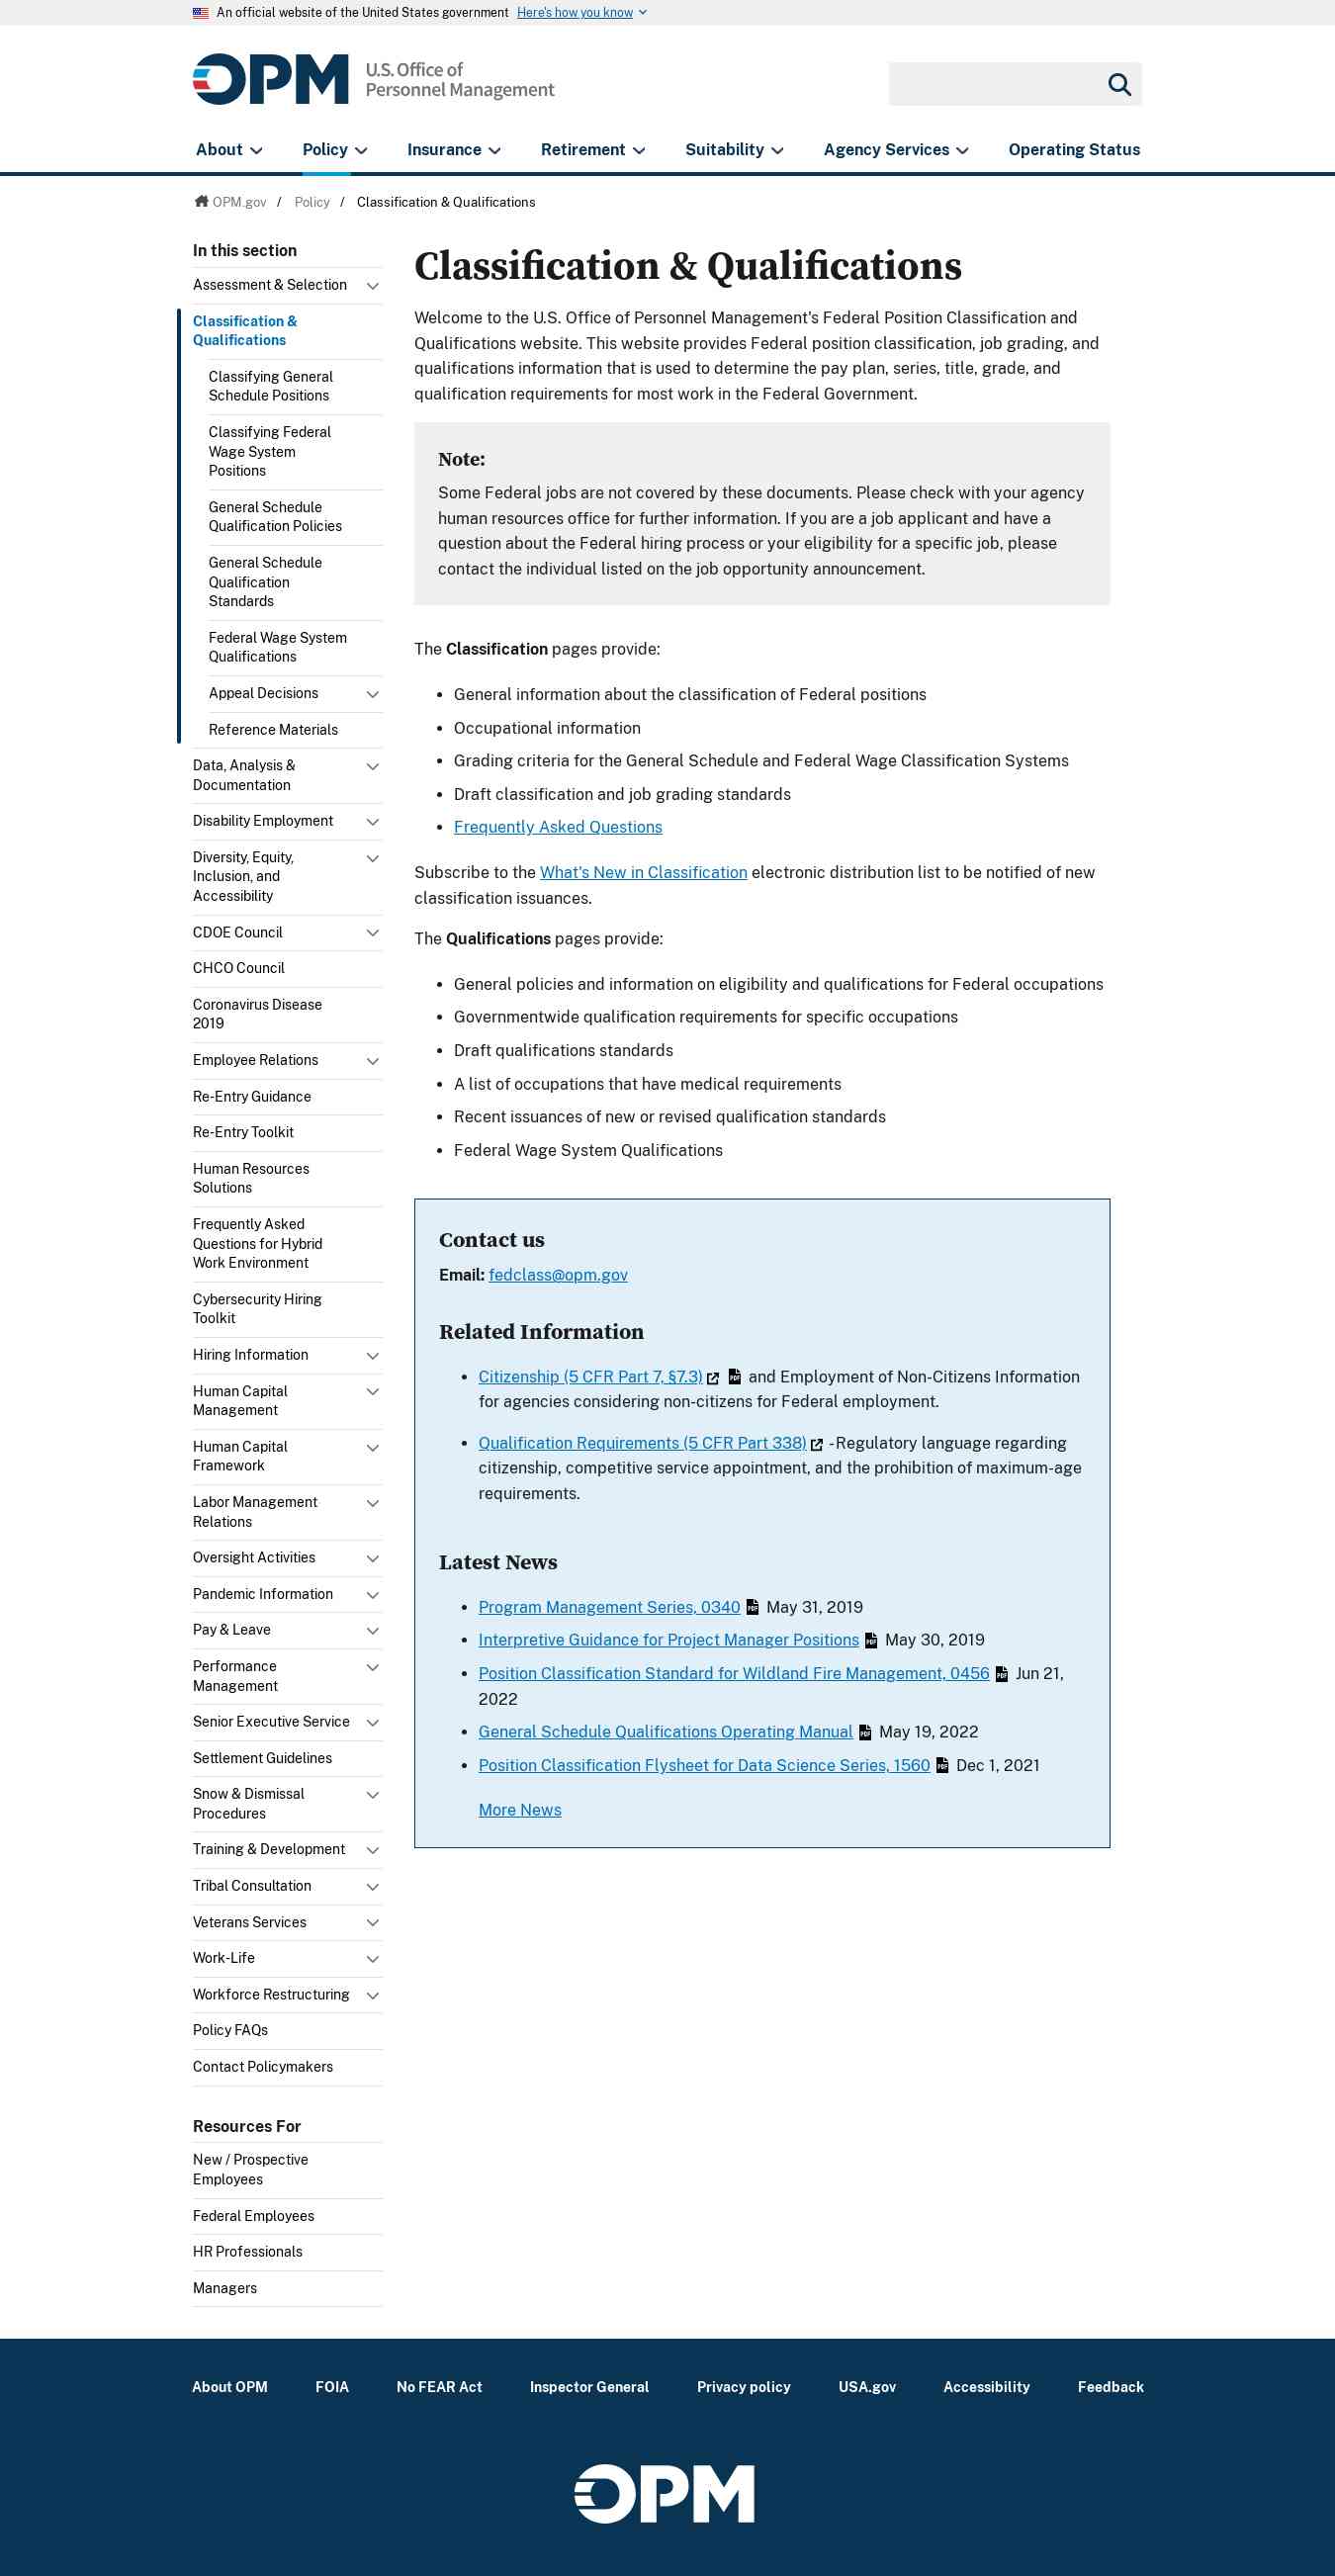 An official website of the United States government Here's how you know
OPM U.S. Office of
Personnel Management
About Policy Insurance Retirement Suitability Agency Services Operating Status
OPM.gov / Policy / Classification & Qualifications
In this section
Assessment & Selection
Classification &
Qualifications
Classifying General
Schedule Positions
Classifying Federal
Wage System
Positions
General Schedule
Qualification Policies
General Schedule
Qualification
Standards
Federal Wage System
Qualifications
Appeal Decisions
Reference Materials
Data, Analysis &
Documentation
Disability Employment
Diversity, Equity,
Inclusion, and
Accessibility
CDOE Council
CHCO Council
Coronavirus Disease
2019
Employee Relations
Re-Entry Guidance
Re-Entry Toolkit
Human Resources
Solutions
Frequently Asked
Questions for Hybrid
Work Environment
Cybersecurity Hiring
Toolkit
Hiring Information
Human Capital
Management
Human Capital
Framework
Labor Management
Relations
Oversight Activities
Pandemic Information
Pay & Leave
Performance
Management
Senior Executive Service
Settlement Guidelines
Snow & Dismissal
Procedures
Training & Development
Tribal Consultation
Veterans Services
Work-Life
Workforce Restructuring
Policy FAQs
Contact Policymakers
Resources For
New / Prospective
Employees
Federal Employees
HR Professionals
Managers
Classification & Qualifications
Welcome to the U.S. Office of Personnel Management's Federal Position Classification and
Qualifications website. This website provides Federal position classification, job grading, and
qualifications information that is used to determine the pay plan, series, title, grade, and
qualification requirements for most work in the Federal Government.
Note:
Some Federal jobs are not covered by these documents. Please check with your agency
human resources office for further information. If you are a job applicant and have a
question about the Federal hiring process or your eligibility for a specific job, please
contact the individual listed on the job opportunity announcement.
The Classification pages provide:
• General information about the classification of Federal positions
• Occupational information
• Grading criteria for the General Schedule and Federal Wage Classification Systems
• Draft classification and job grading standards
• Frequently Asked Questions
Subscribe to the What's New in Classification electronic distribution list to be notified of new
classification issuances.
The Qualifications pages provide:
• General policies and information on eligibility and qualifications for Federal occupations
• Governmentwide qualification requirements for specific occupations
• Draft qualifications standards
• A list of occupations that have medical requirements
• Recent issuances of new or revised qualification standards
• Federal Wage System Qualifications
Contact us
Email: fedclass@opm.gov
Related Information
• Citizenship (5 CFR Part 7, §7.3) PDF and Employment of Non-Citizens Information
for agencies considering non-citizens for Federal employment.
• Qualification Requirements (5 CFR Part 338) - Regulatory language regarding
citizenship, competitive service appointment, and the prohibition of maximum-age
requirements.
Latest News
• Program Management Series, 0340 PDF May 31, 2019
• Interpretive Guidance for Project Manager Positions PDF May 30, 2019
• Position Classification Standard for Wildland Fire Management, 0456 PDF Jun 21,
2022
• General Schedule Qualifications Operating Manual PDF May 19, 2022
• Position Classification Flysheet for Data Science Series, 1560 PDF Dec 1, 2021
More News
About OPM FOIA No FEAR Act Inspector General Privacy policy USA.gov Accessibility Feedback
OPM